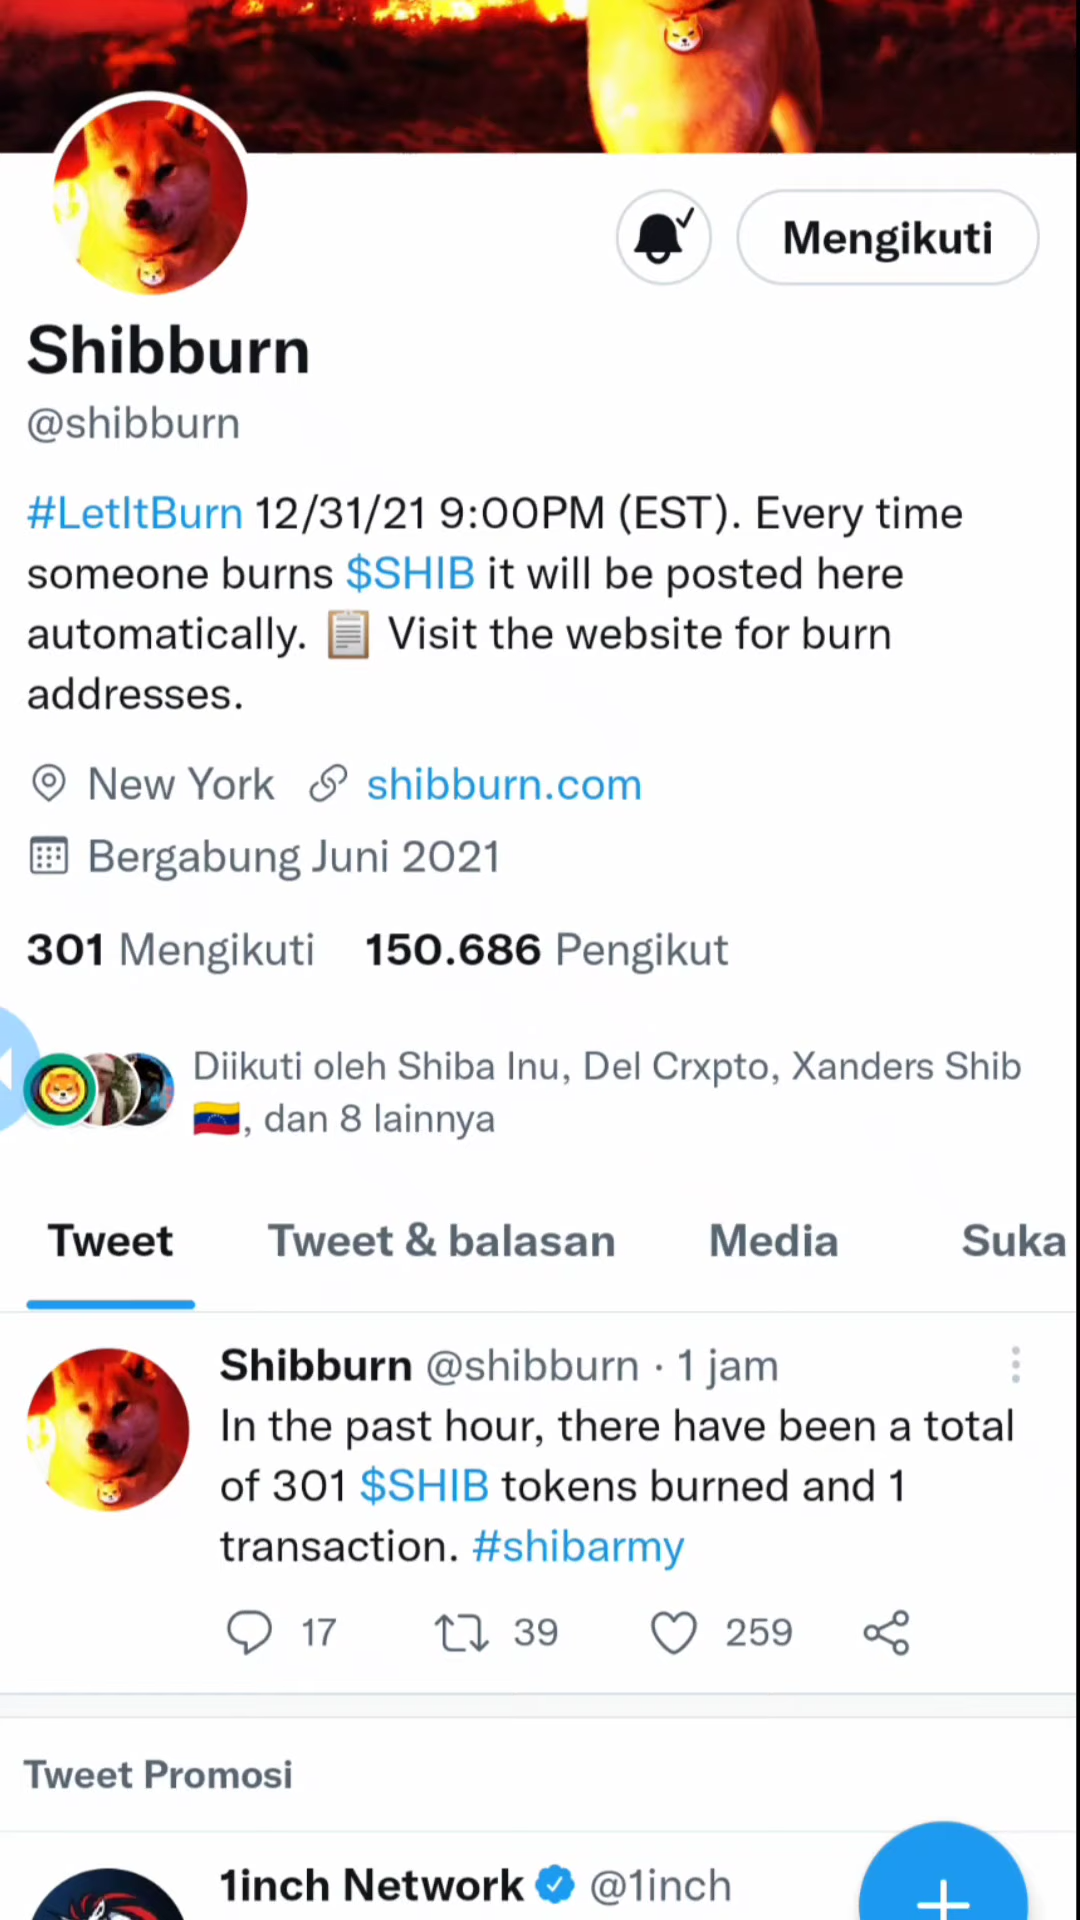 Mengikuti
Shibburn
@shibburn
#LetItBurn 12/31/21 9:00PM (EST). Every time
someone burns $SHIB it will be posted here
automatically. 📋 Visit the website for burn
addresses.
New York shibburn.com
Bergabung Juni 2021
301 Mengikuti 150.686 Pengikut
Diikuti oleh Shiba Inu, Del Crxpto, Xanders Shib
🇻🇪, dan 8 lainnya
Tweet Tweet & balasan Media Suka
Shibburn @shibburn · 1 jam
In the past hour, there have been a total
of 301 $SHIB tokens burned and 1
transaction. #shibarmy
17 39 259
Tweet Promosi
1inch Network @1inch